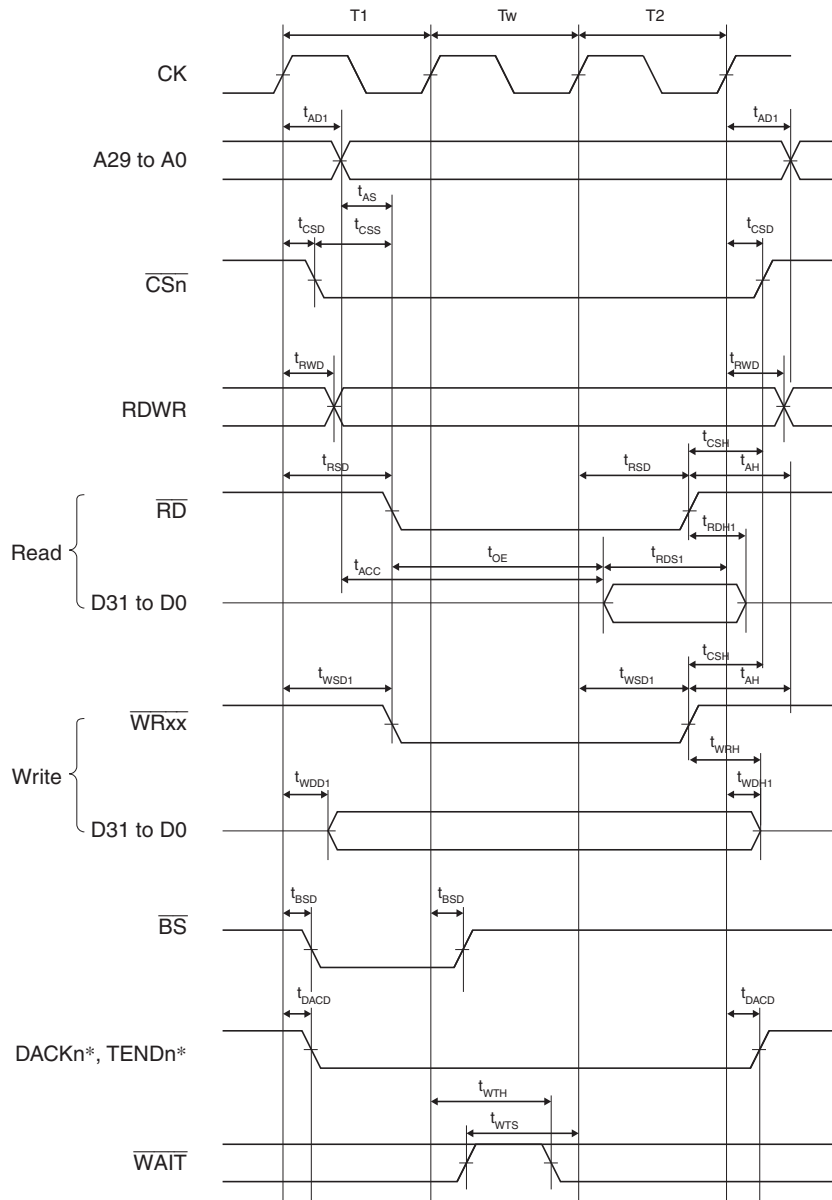 T1 Tw T2
CK
tAD1 tAD1
A29 to A0
tAS
tCSD tCSS tCSD
CSn
tRWD tRWD
RDWR
tCSH
tRSD tRSD tAH
RD
tRDH1
Read
tOE tRDS1
tACC
D31 to D0
tCSH
tWSD1 tWSD1 tAH
WRxx
tWRH
Write
tWDD1 tWDH1
D31 to D0
tBSD tBSD
BS
tDACD tDACD
DACKn*, TENDn*
tWTH
tWTS
WAIT